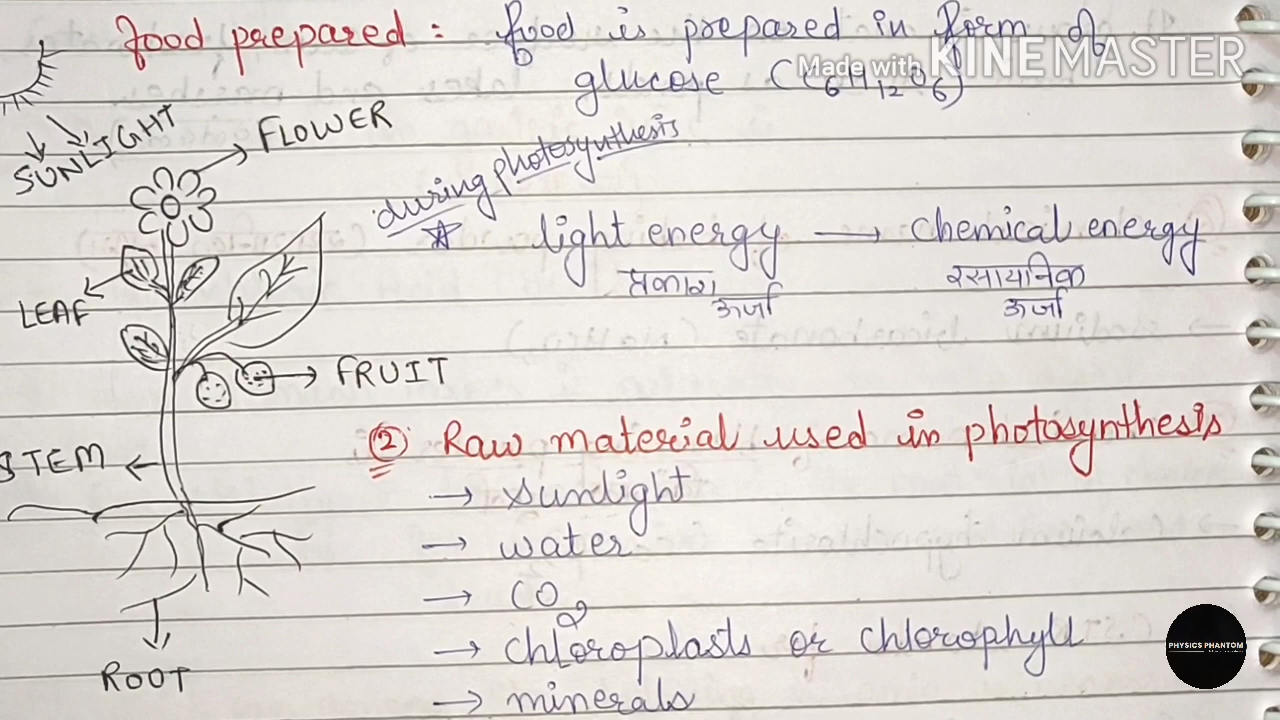 food prepared : food is prepared in form of
glucose (C6H12O6)
Made with KINEMASTER
SUNLIGHT
FLOWER
during photosynthesis
light energy → Chemical energy
प्रकाश ऊर्जा
रसायनिक ऊर्जा
LEAF
FRUIT
② Raw material used in photosynthesis
STEM
→ sunlight
→ water
→ CO2
→ chloroplasts or chlorophyll
→ minerals
ROOT
PHYSICS PHANTOM